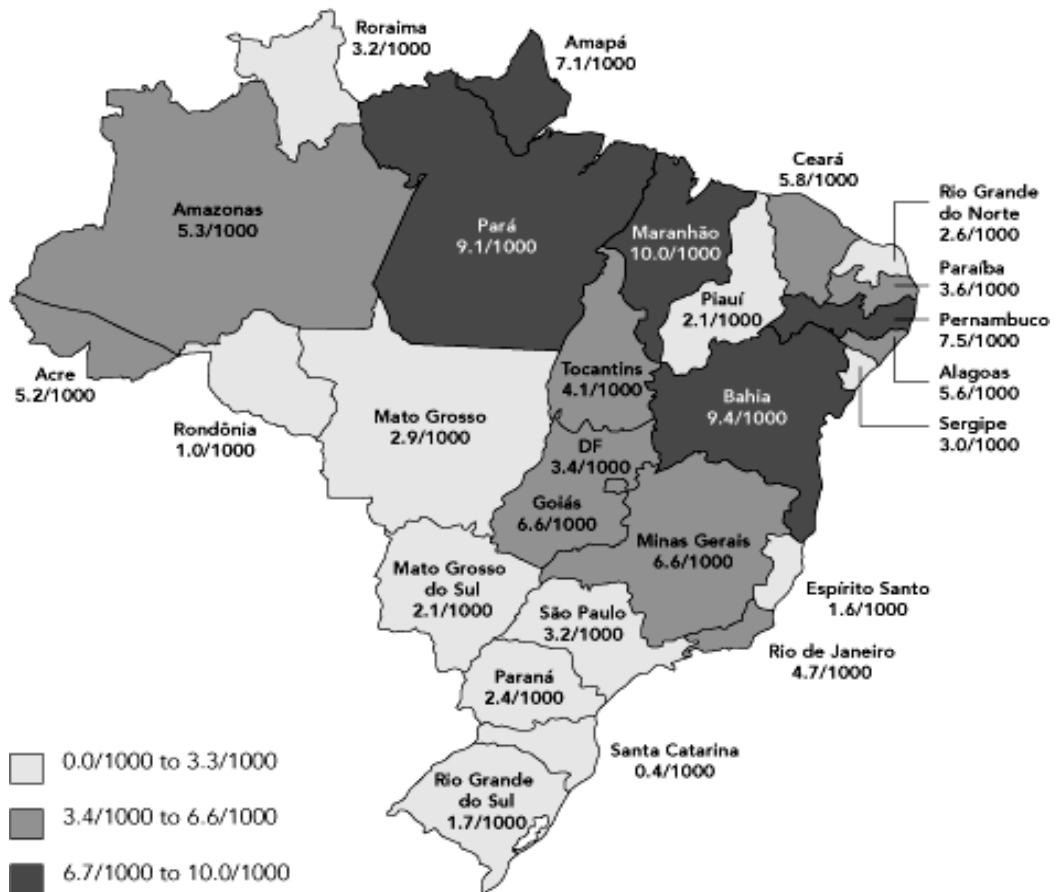 Roraima
3.2/1000
Amapá
7.1/1000
Ceará
5.8/1000
Rio Grande
do Norte
2.6/1000
Amazonas
5.3/1000
Pará
9.1/1000
Maranhão
10.0/1000
Paraíba
3.6/1000
Piauí
2.1/1000
Pernambuco
7.5/1000
Acre
5.2/1000
Tocantins
4.1/1000
Alagoas
5.6/1000
Bahia
9.4/1000
Rondônia
1.0/1000
Mato Grosso
2.9/1000
Sergipe
3.0/1000
DF
3.4/1000
Goiás
6.6/1000
Minas Gerais
6.6/1000
Mato Grosso
do Sul
2.1/1000
Espírito Santo
1.6/1000
São Paulo
3.2/1000
Rio de Janeiro
4.7/1000
Paraná
2.4/1000
Santa Catarina
0.4/1000
Rio Grande
do Sul
1.7/1000
0.0/1000 to 3.3/1000
3.4/1000 to 6.6/1000
6.7/1000 to 10.0/1000